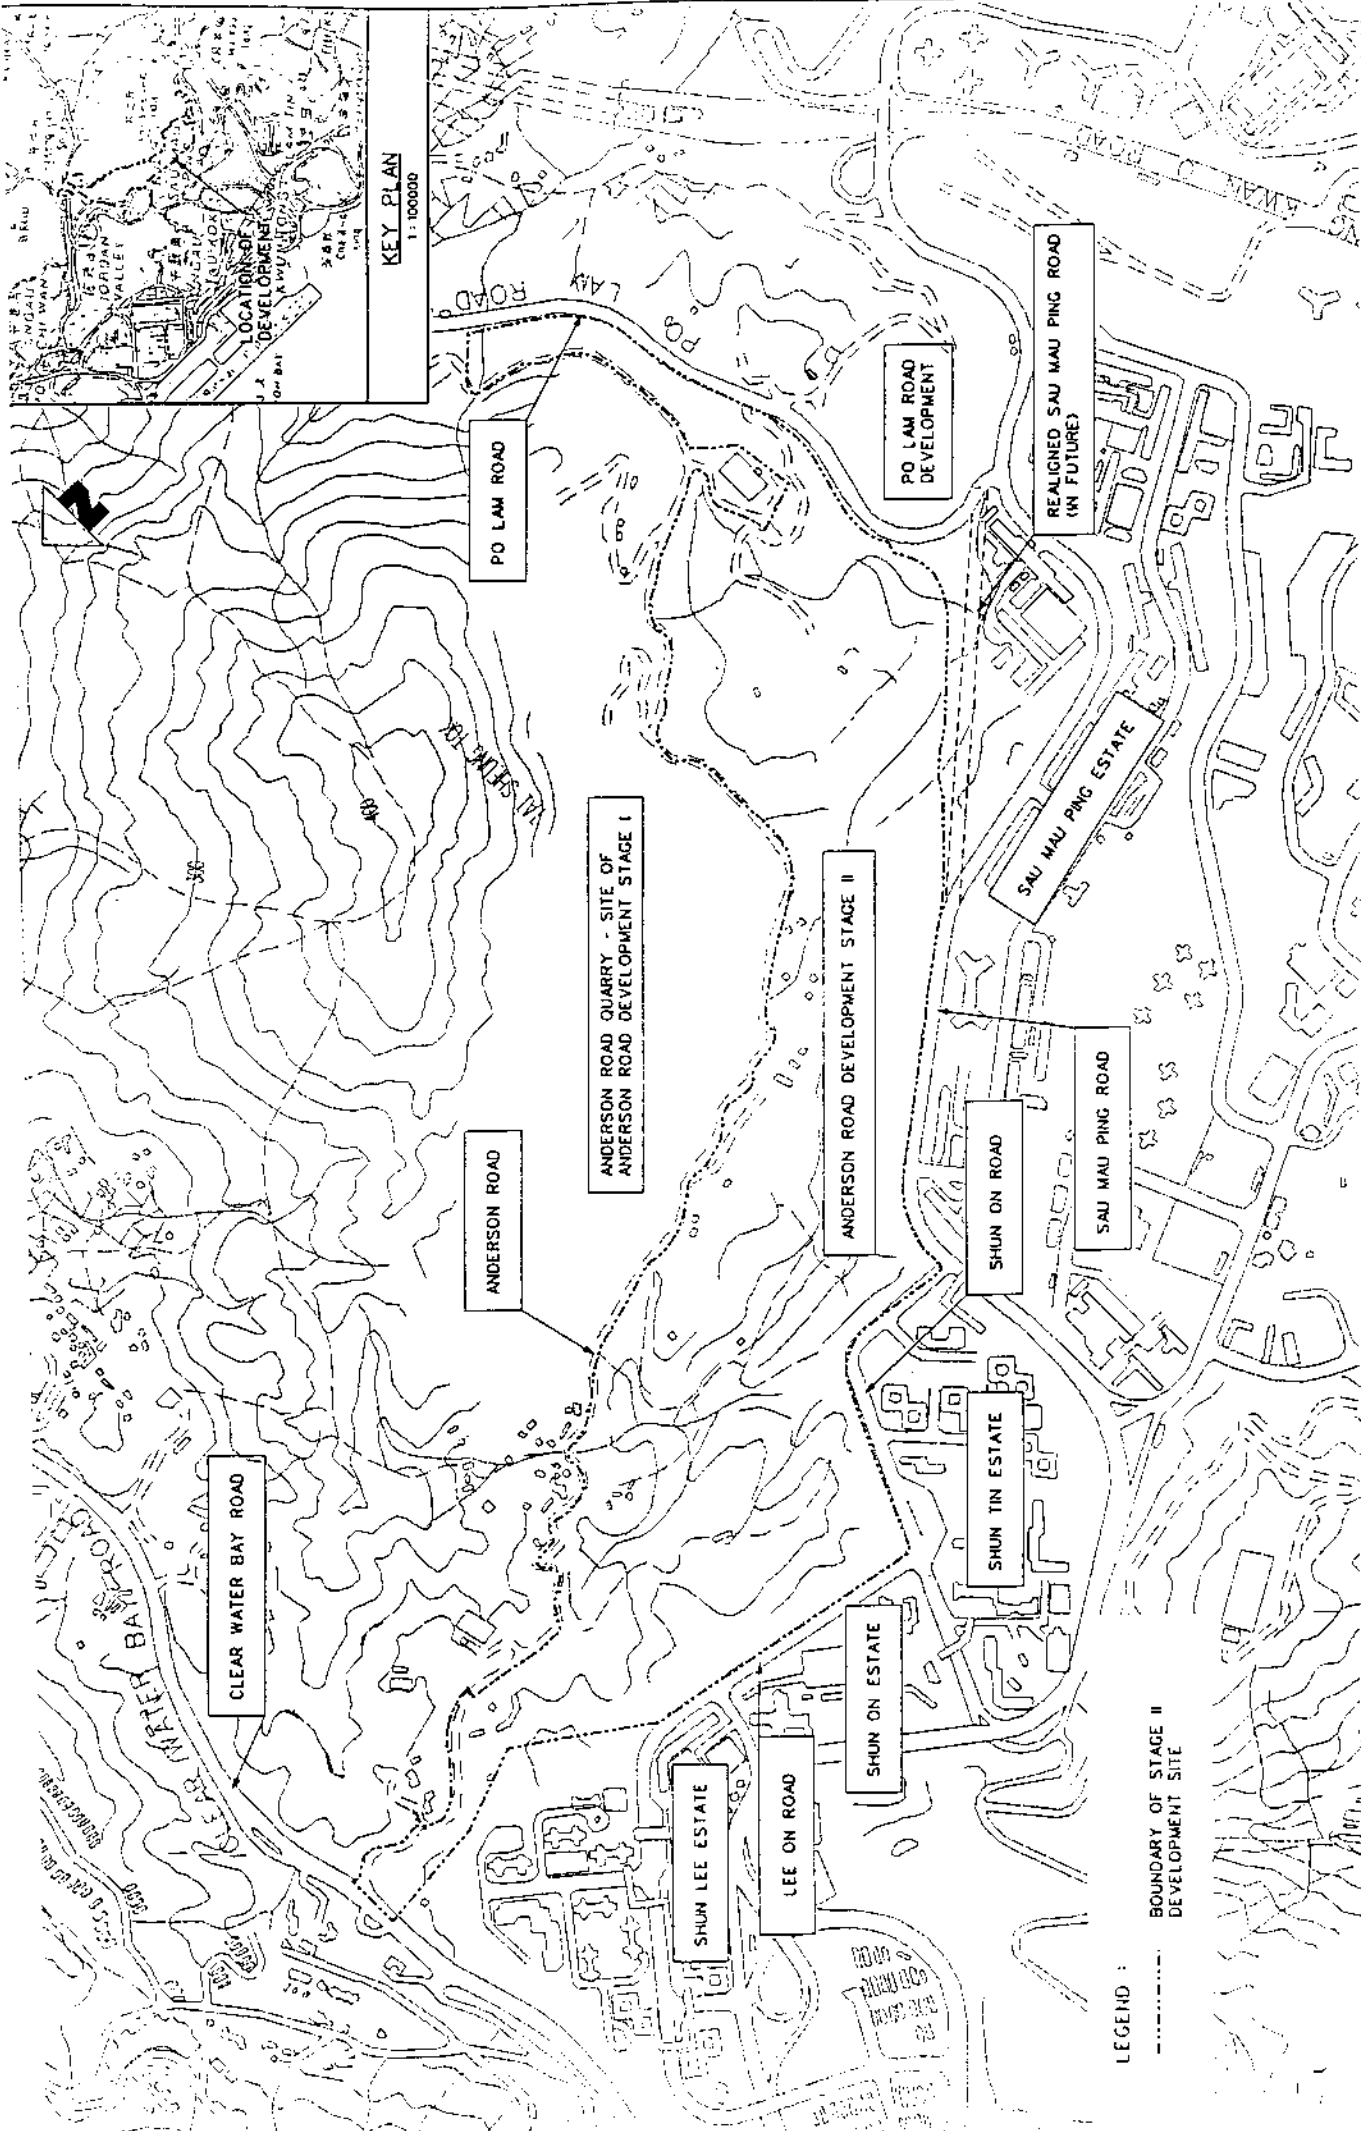 KEY PLAN
1 : 100000
LOCATION OF
DEVELOPMENT
JORDAN
VALLEY
N
CLEAR WATER BAY ROAD
CLEAR WATER BAY ROAD
300
400
TAI SHEUNG TOK
ANDERSON ROAD
PO LAM ROAD
PO LAM ROAD
ANDERSON ROAD QUARRY - SITE OF
ANDERSON ROAD DEVELOPMENT STAGE I
ANDERSON ROAD DEVELOPMENT STAGE II
PO LAM ROAD
DEVELOPMENT
REALIGNED SAU MAU PING ROAD
(IN FUTURE)
SAU MAU PING ESTATE
SAU MAU PING ROAD
SHUN ON ROAD
SHUN TIN ESTATE
SHUN ON ESTATE
LEE ON ROAD
SHUN LEE ESTATE
ROAD
LEGEND :
BOUNDARY OF STAGE II
DEVELOPMENT SITE